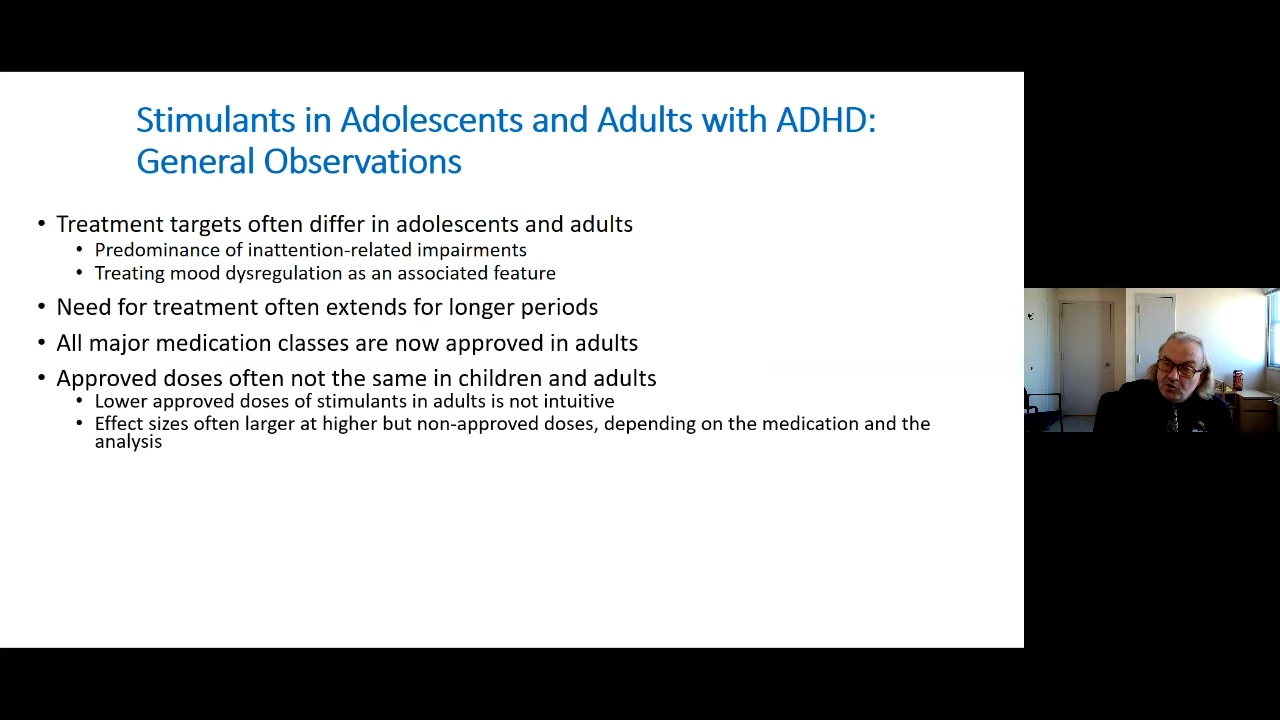 Stimulants in Adolescents and Adults with ADHD:
General Observations
• Treatment targets often differ in adolescents and adults
• Predominance of inattention-related impairments
• Treating mood dysregulation as an associated feature
• Need for treatment often extends for longer periods
• All major medication classes are now approved in adults
• Approved doses often not the same in children and adults
• Lower approved doses of stimulants in adults is not intuitive
• Effect sizes often larger at higher but non-approved doses, depending on the medication and the
analysis